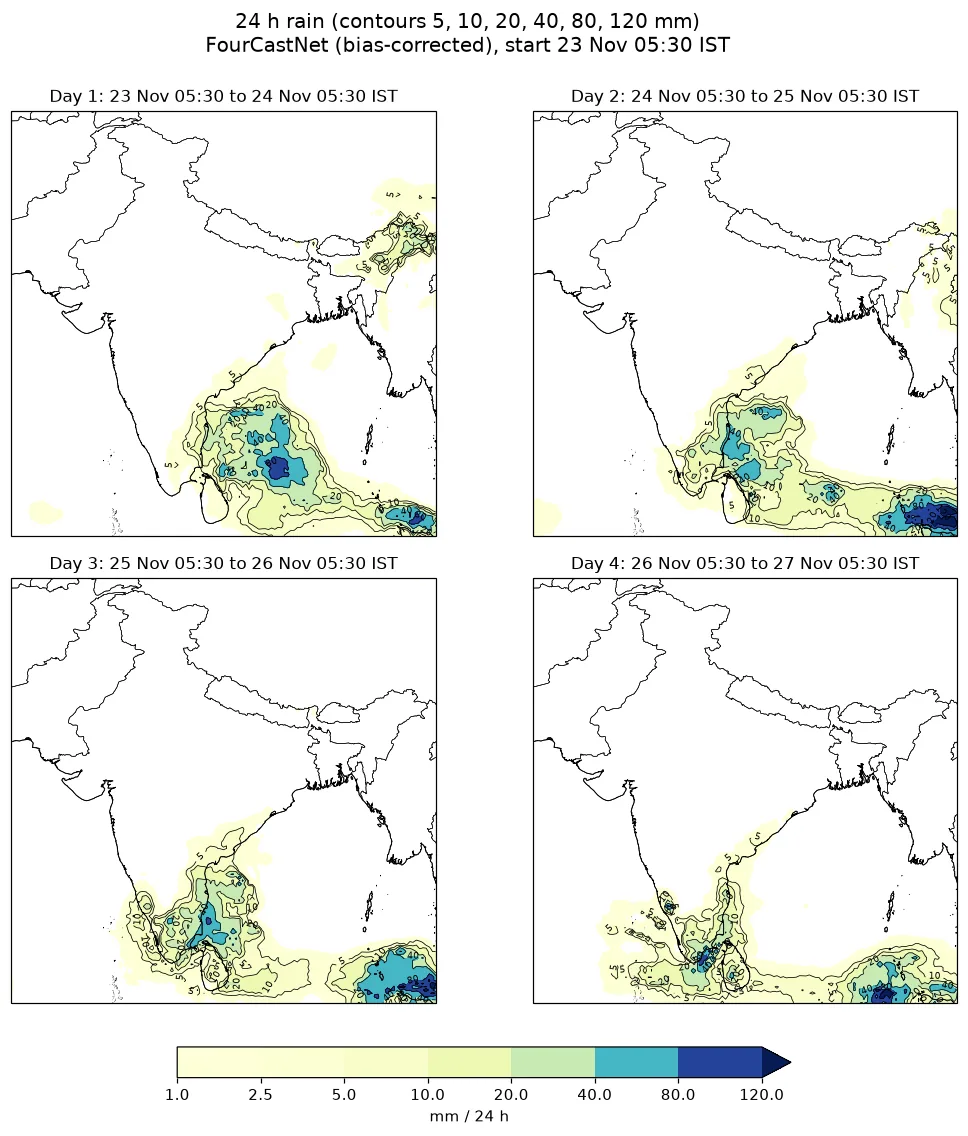 24 h rain (contours 5, 10, 20, 40, 80, 120 mm)
FourCastNet (bias-corrected), start 23 Nov 05:30 IST
Day 1: 23 Nov 05:30 to 24 Nov 05:30 IST
Day 2: 24 Nov 05:30 to 25 Nov 05:30 IST
Day 3: 25 Nov 05:30 to 26 Nov 05:30 IST
Day 4: 26 Nov 05:30 to 27 Nov 05:30 IST
1.0 2.5 5.0 10.0 20.0 40.0 80.0 120.0
mm / 24 h